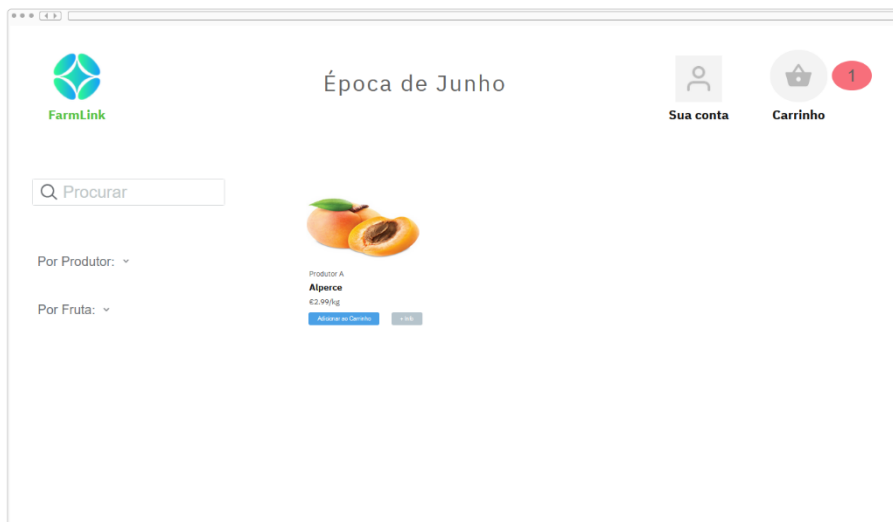 Época de Junho
1
FarmLink
Sua conta
Carrinho
Procurar
Por Produtor:
Por Fruta:
Produtor A
Alperce
€2.99/kg
Adicionar ao Carrinho
+ info